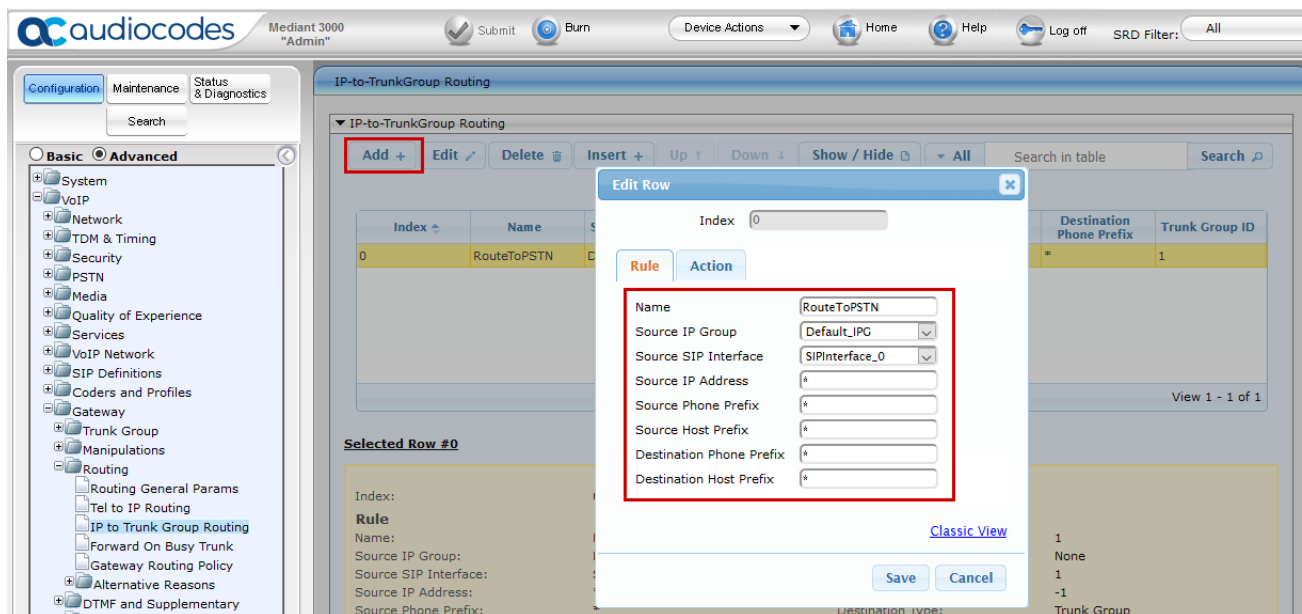 audiocodes
Mediant 3000
"Admin"
Submit
Burn
Device Actions
Home
Help
Log off
SRD Filter:
All
Configuration
Maintenance
Status
& Diagnostics
Search
Basic
Advanced
System
VoIP
Network
TDM & Timing
Security
PSTN
Media
Quality of Experience
Services
VoIP Network
SIP Definitions
Coders and Profiles
Gateway
Trunk Group
Manipulations
Routing
Routing General Params
Tel to IP Routing
IP to Trunk Group Routing
Forward On Busy Trunk
Gateway Routing Policy
Alternative Reasons
DTMF and Supplementary
IP-to-TrunkGroup Routing
IP-to-TrunkGroup Routing
Add +
Edit
Delete
Insert +
Up ↑
Down ↓
Show / Hide
All
Search in table
Search
Index
Name
Destination
Phone Prefix
Trunk Group ID
0
RouteToPSTN
*
1
View 1 - 1 of 1
Edit Row
Index
0
Rule
Action
Name
RouteToPSTN
Source IP Group
Default_IPG
Source SIP Interface
SIPInterface_0
Source IP Address
*
Source Phone Prefix
*
Source Host Prefix
*
Destination Phone Prefix
*
Destination Host Prefix
*
Classic View
Save
Cancel
Selected Row #0
Index:
Rule
Name:
1
Source IP Group:
None
Source SIP Interface:
1
Source IP Address:
-1
Source Phone Prefix:
*
Destination Type:
Trunk Group